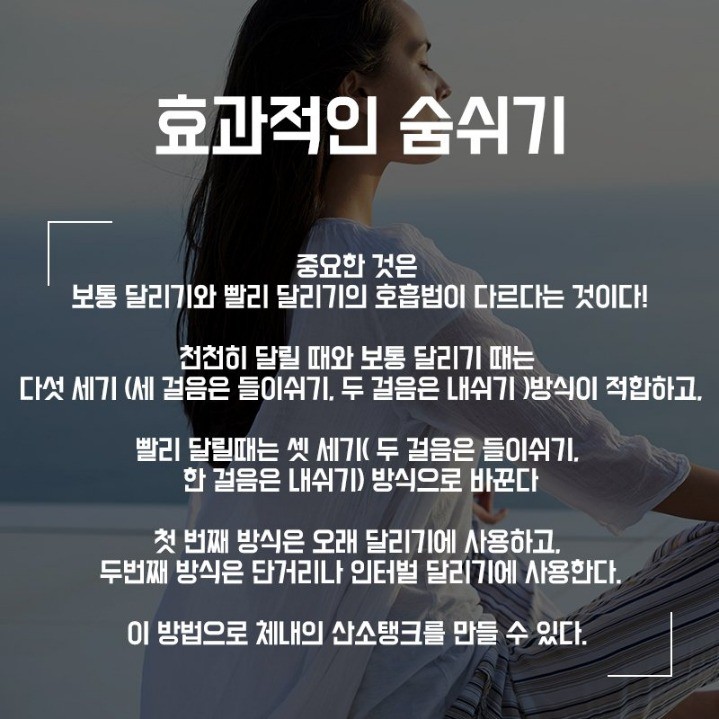 효과적인 숨쉬기
중요한 것은
보통 달리기와 빨리 달리기의 호흡법이 다르다는 것이다!
천천히 달릴 때와 보통 달리기 때는
다섯 세기 (세 걸음은 들이쉬기, 두 걸음은 내쉬기 )방식이 적합하고,
빨리 달릴때는 셋 세기( 두 걸음은 들이쉬기,
한 걸음은 내쉬기) 방식으로 바꾼다
첫 번째 방식은 오래 달리기에 사용하고,
두번째 방식은 단거리나 인터벌 달리기에 사용한다.
이 방법으로 체내의 산소탱크를 만들 수 있다.